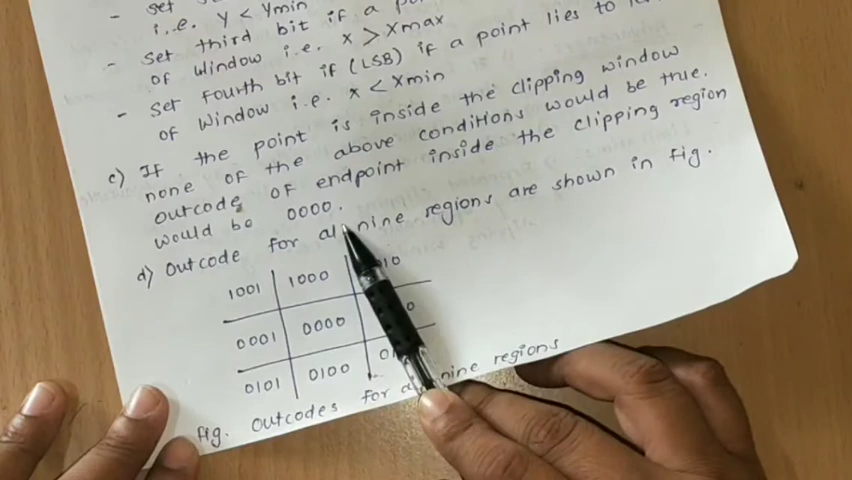 - set
i.e. y < ymin
- set third bit if a
of window i.e. x > xmax
- set fourth bit if (LSB) if a point lies to
of window i.e. x < xmin
c) If the point is inside the clipping window
none of the above conditions would be true.
outcode of endpoint inside the clipping region
would be 0000.
d) outcode for all nine regions are shown in fig.
1001 1000
0001 0000
0101 0100
fig. outcodes for nine regions